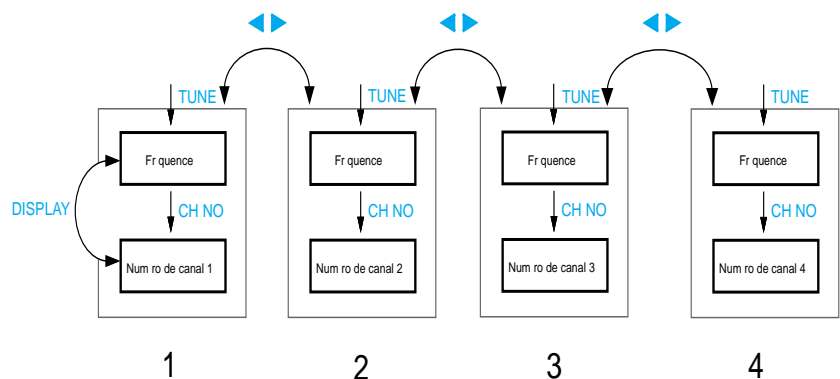 TUNE TUNE TUNE TUNE
Fr quence Fr quence Fr quence Fr quence
DISPLAY CH NO CH NO CH NO CH NO
Num ro de canal 1 Num ro de canal 2 Num ro de canal 3 Num ro de canal 4
1 2 3 4